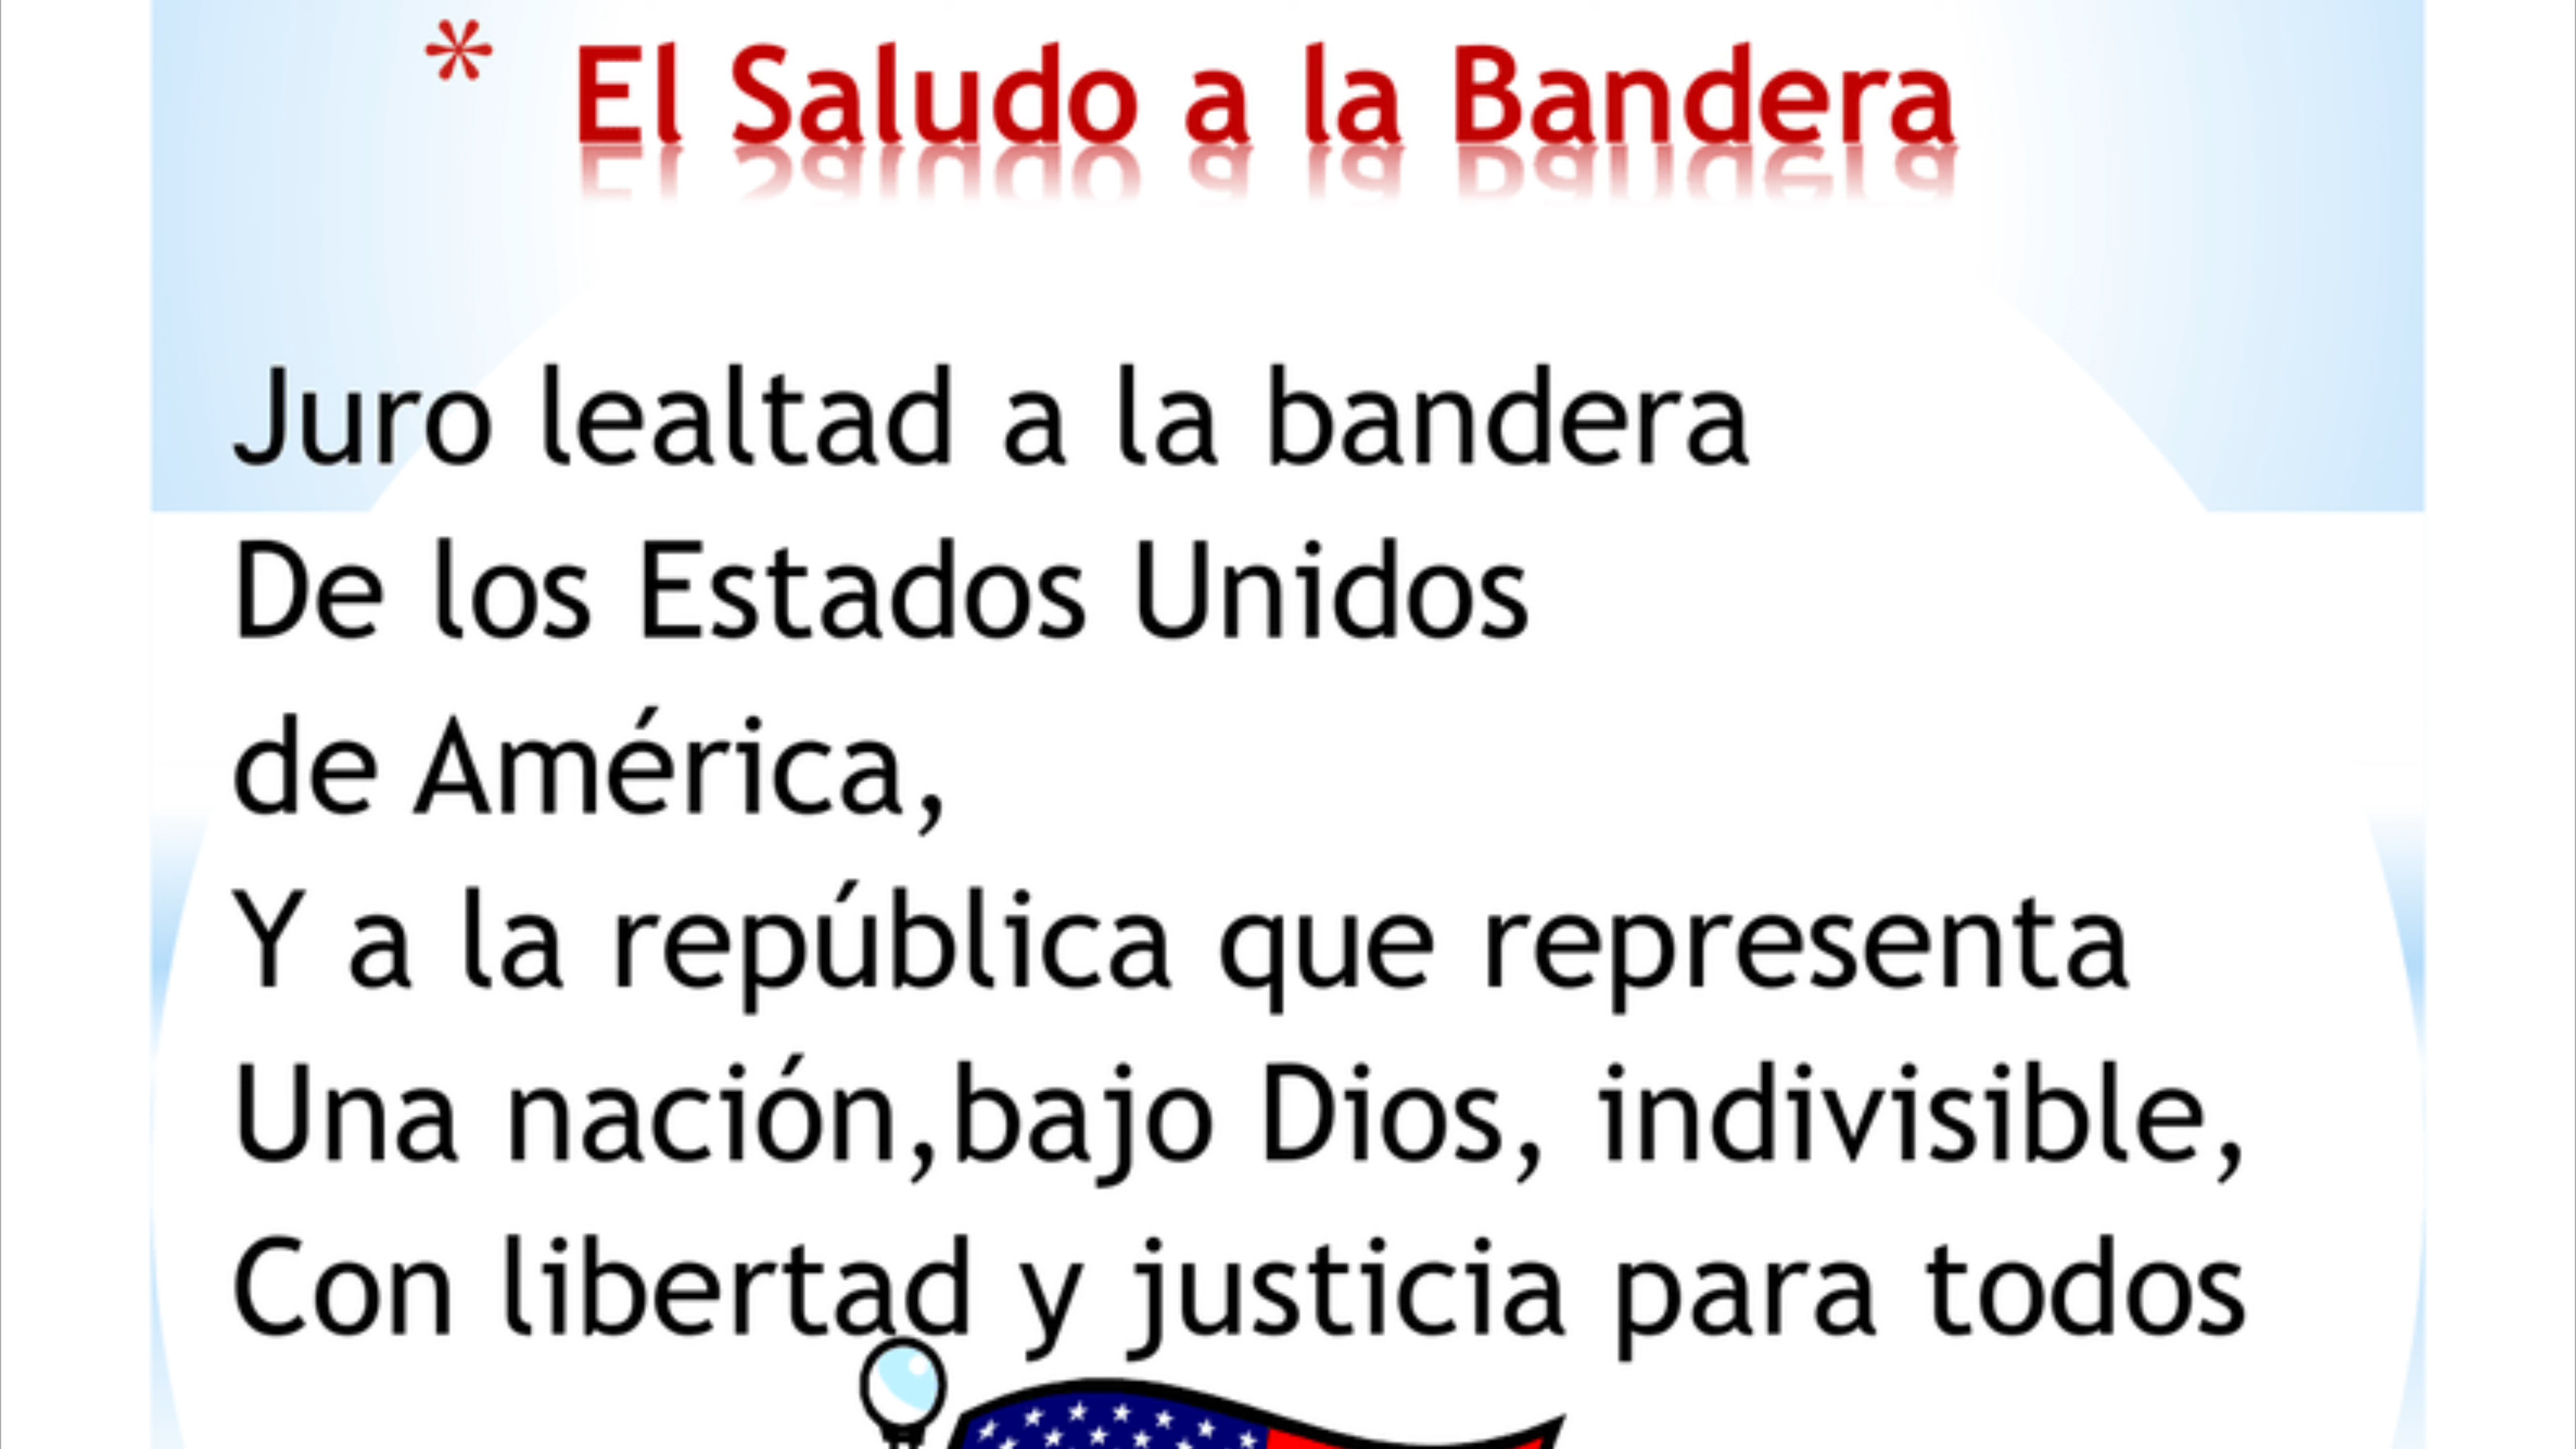 * El Saludo a la Bandera
Juro lealtad a la bandera
De los Estados Unidos
de América,
Y a la república que representa
Una nación,bajo Dios, indivisible,
Con libertad y justicia para todos